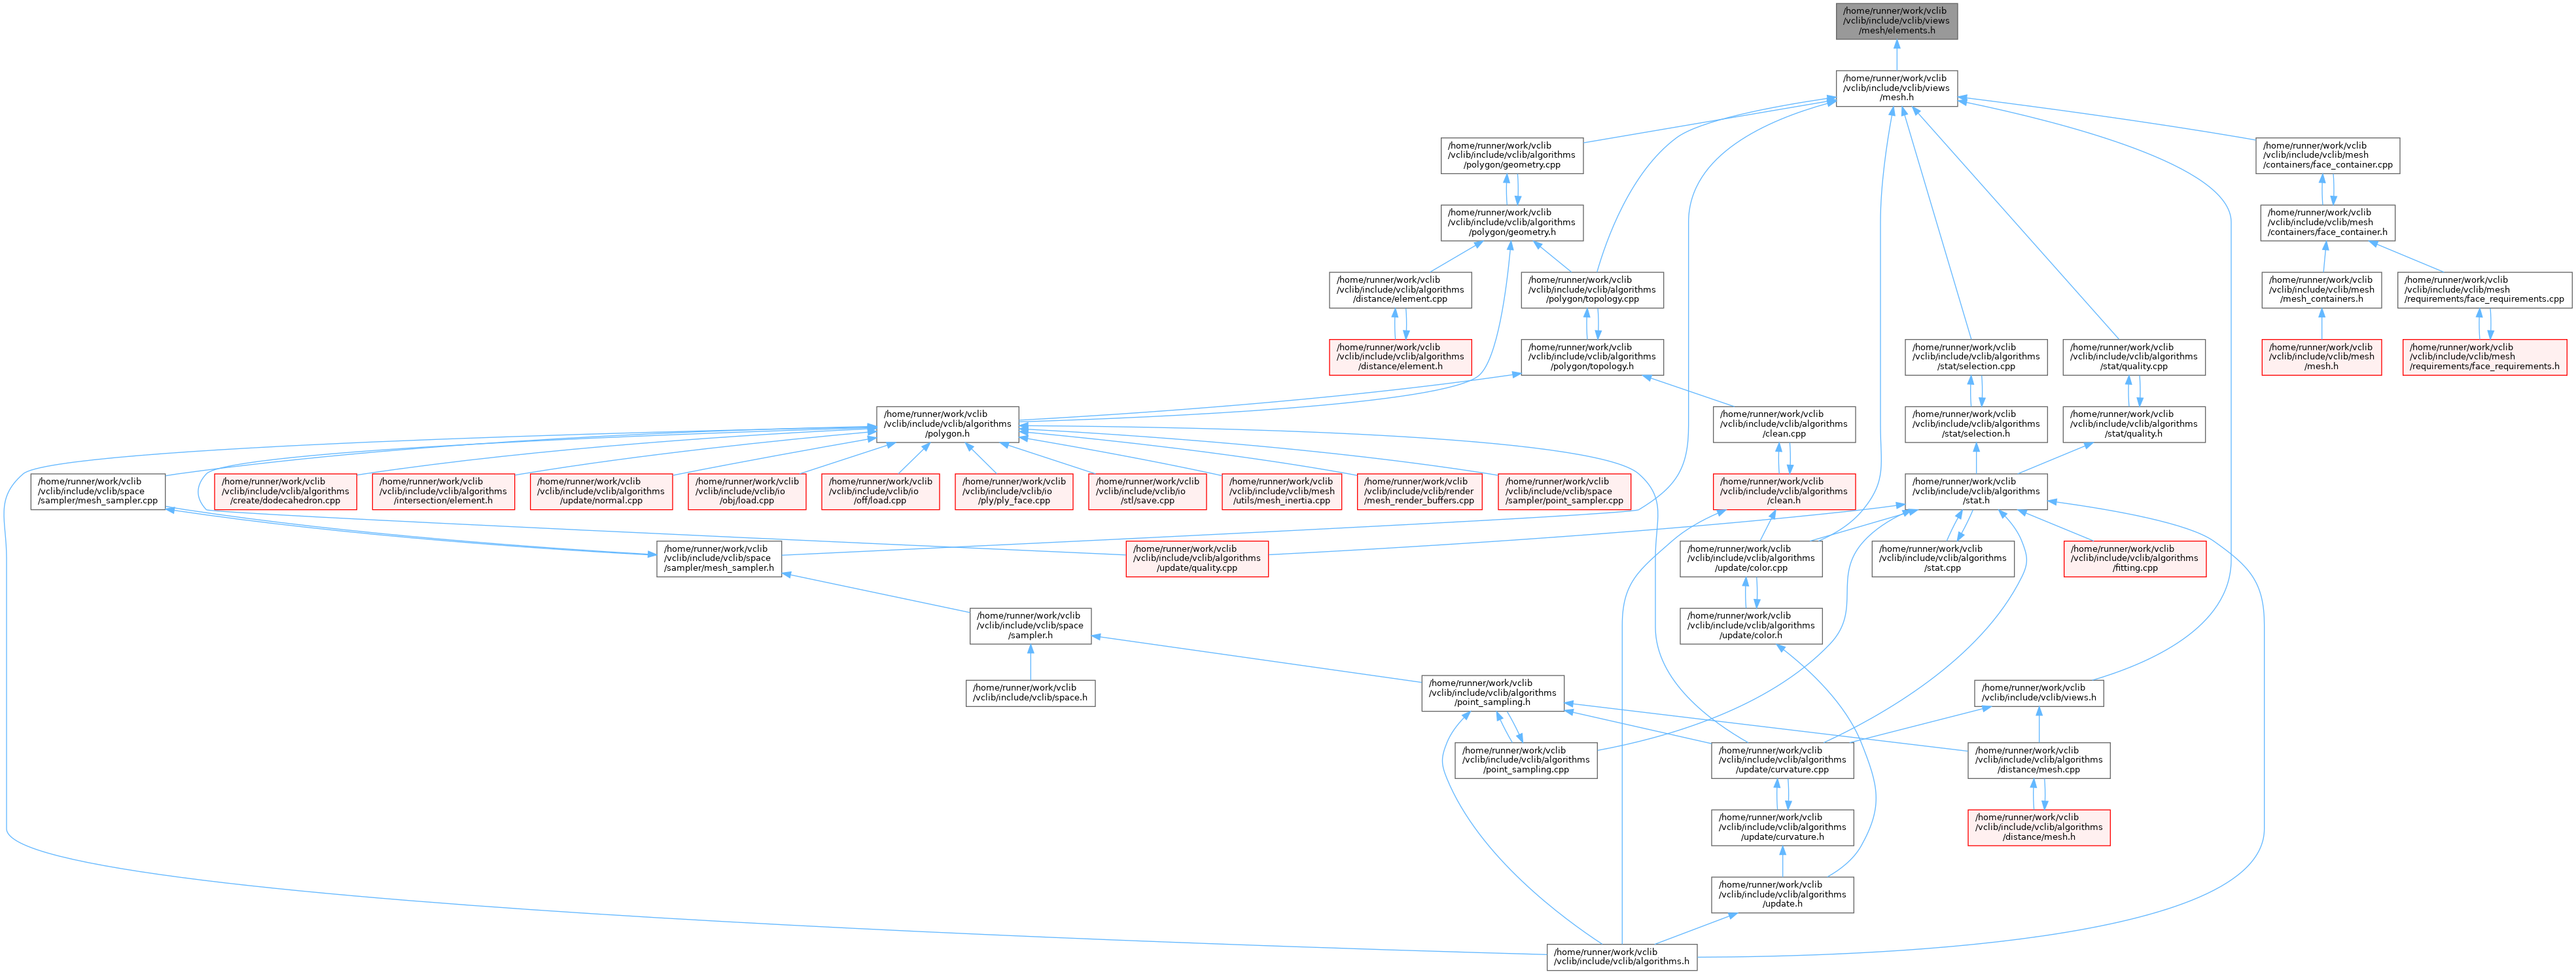 /home/runner/work/vclib
/vclib/include/vclib/views
/mesh/elements.h
/home/runner/work/vclib
/vclib/include/vclib/views
/mesh.h
/home/runner/work/vclib
/vclib/include/vclib/algorithms
/polygon/geometry.cpp
/home/runner/work/vclib
/vclib/include/vclib/mesh
/containers/face_container.cpp
/home/runner/work/vclib
/vclib/include/vclib/algorithms
/polygon/geometry.h
/home/runner/work/vclib
/vclib/include/vclib/mesh
/containers/face_container.h
/home/runner/work/vclib
/vclib/include/vclib/algorithms
/distance/element.cpp
/home/runner/work/vclib
/vclib/include/vclib/algorithms
/polygon/topology.cpp
/home/runner/work/vclib
/vclib/include/vclib/mesh
/mesh_containers.h
/home/runner/work/vclib
/vclib/include/vclib/mesh
/requirements/face_requirements.cpp
/home/runner/work/vclib
/vclib/include/vclib/algorithms
/distance/element.h
/home/runner/work/vclib
/vclib/include/vclib/algorithms
/polygon/topology.h
/home/runner/work/vclib
/vclib/include/vclib/algorithms
/stat/selection.cpp
/home/runner/work/vclib
/vclib/include/vclib/algorithms
/stat/quality.cpp
/home/runner/work/vclib
/vclib/include/vclib/mesh
/mesh.h
/home/runner/work/vclib
/vclib/include/vclib/mesh
/requirements/face_requirements.h
/home/runner/work/vclib
/vclib/include/vclib/algorithms
/polygon.h
/home/runner/work/vclib
/vclib/include/vclib/algorithms
/clean.cpp
/home/runner/work/vclib
/vclib/include/vclib/algorithms
/stat/selection.h
/home/runner/work/vclib
/vclib/include/vclib/algorithms
/stat/quality.h
/home/runner/work/vclib
/vclib/include/vclib/space
/sampler/mesh_sampler.cpp
/home/runner/work/vclib
/vclib/include/vclib/algorithms
/create/dodecahedron.cpp
/home/runner/work/vclib
/vclib/include/vclib/algorithms
/intersection/element.h
/home/runner/work/vclib
/vclib/include/vclib/algorithms
/update/normal.cpp
/home/runner/work/vclib
/vclib/include/vclib/io
/obj/load.cpp
/home/runner/work/vclib
/vclib/include/vclib/io
/off/load.cpp
/home/runner/work/vclib
/vclib/include/vclib/io
/ply/ply_face.cpp
/home/runner/work/vclib
/vclib/include/vclib/io
/stl/save.cpp
/home/runner/work/vclib
/vclib/include/vclib/mesh
/utils/mesh_inertia.cpp
/home/runner/work/vclib
/vclib/include/vclib/render
/mesh_render_buffers.cpp
/home/runner/work/vclib
/vclib/include/vclib/space
/sampler/point_sampler.cpp
/home/runner/work/vclib
/vclib/include/vclib/algorithms
/clean.h
/home/runner/work/vclib
/vclib/include/vclib/algorithms
/stat.h
/home/runner/work/vclib
/vclib/include/vclib/space
/sampler/mesh_sampler.h
/home/runner/work/vclib
/vclib/include/vclib/algorithms
/update/quality.cpp
/home/runner/work/vclib
/vclib/include/vclib/algorithms
/update/color.cpp
/home/runner/work/vclib
/vclib/include/vclib/algorithms
/stat.cpp
/home/runner/work/vclib
/vclib/include/vclib/algorithms
/fitting.cpp
/home/runner/work/vclib
/vclib/include/vclib/space
/sampler.h
/home/runner/work/vclib
/vclib/include/vclib/algorithms
/update/color.h
/home/runner/work/vclib
/vclib/include/vclib/space.h
/home/runner/work/vclib
/vclib/include/vclib/algorithms
/point_sampling.h
/home/runner/work/vclib
/vclib/include/vclib/views.h
/home/runner/work/vclib
/vclib/include/vclib/algorithms
/point_sampling.cpp
/home/runner/work/vclib
/vclib/include/vclib/algorithms
/update/curvature.cpp
/home/runner/work/vclib
/vclib/include/vclib/algorithms
/distance/mesh.cpp
/home/runner/work/vclib
/vclib/include/vclib/algorithms
/update/curvature.h
/home/runner/work/vclib
/vclib/include/vclib/algorithms
/distance/mesh.h
/home/runner/work/vclib
/vclib/include/vclib/algorithms
/update.h
/home/runner/work/vclib
/vclib/include/vclib/algorithms.h